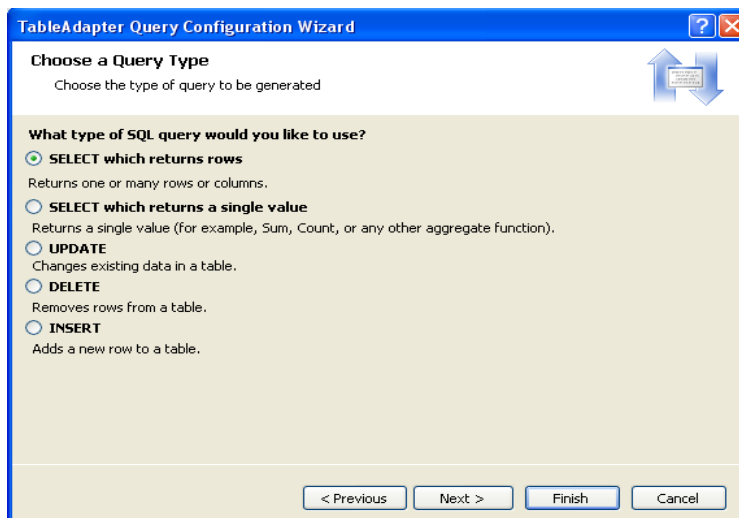 TableAdapter Query Configuration Wizard
Choose a Query Type
Choose the type of query to be generated
What type of SQL query would you like to use?
SELECT which returns rows
Returns one or many rows or columns.
SELECT which returns a single value
Returns a single value (for example, Sum, Count, or any other aggregate function).
UPDATE
Changes existing data in a table.
DELETE
Removes rows from a table.
INSERT
Adds a new row to a table.
< Previous Next > Finish Cancel